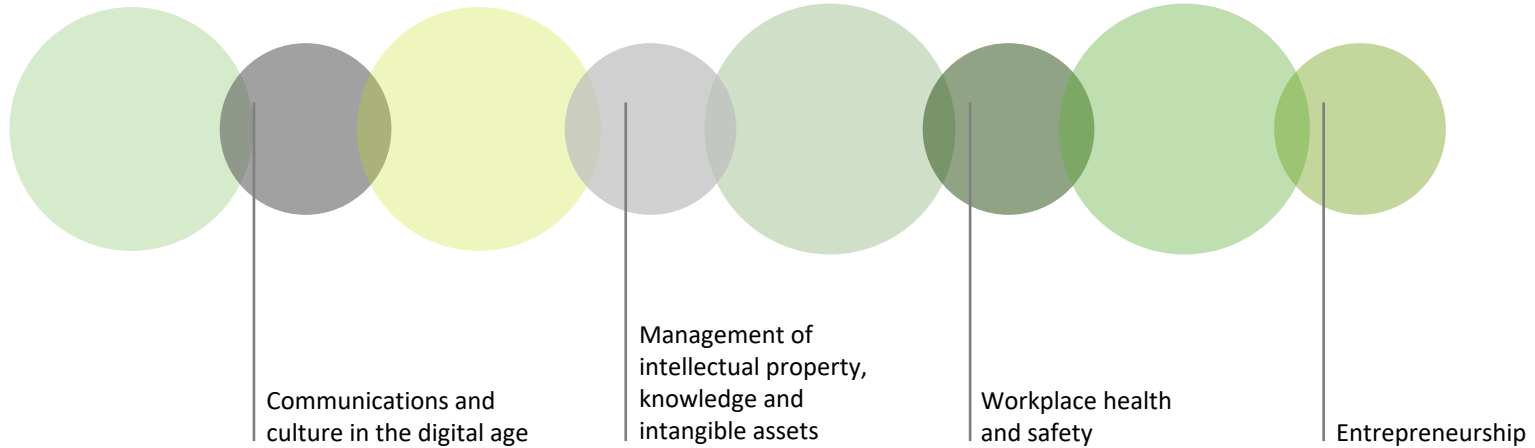 Communications and
culture in the digital age
Management of
intellectual property,
knowledge and
intangible assets
Workplace health
and safety
Entrepreneurship